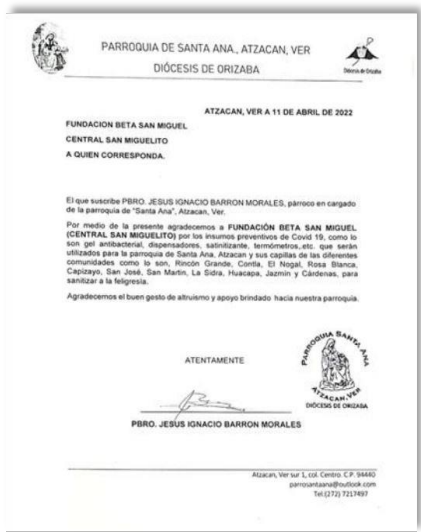 PARROQUIA DE SANTA ANA., ATZACAN, VER
DIÓCESIS DE ORIZABA
Diócesis de Orizaba
ATZACAN, VER A 11 DE ABRIL DE 2022
FUNDACION BETA SAN MIGUEL
CENTRAL SAN MIGUELITO
A QUIEN CORRESPONDA.
El que suscribe PBRO. JESUS IGNACIO BARRON MORALES, párroco en cargado
de la parroquia de "Santa Ana", Atzacan, Ver.
Por medio de la presente agradecemos a FUNDACIÓN BETA SAN MIGUEL
(CENTRAL SAN MIGUELITO) por los insumos preventivos de Covid 19, como lo
son gel antibacterial, dispensadores, satinitizante, termómetros,.etc. que serán
utilizados para la parroquia de Santa Ana, Atzacan y sus capillas de las diferentes
comunidades como lo son, Rincón Grande, Contla, El Nogal, Rosa Blanca,
Capizayo, San José, San Martin, La Sidra, Huacapa, Jazmín y Cárdenas, para
sanitizar a la feligresía.
Agradecemos el buen gesto de altruismo y apoyo brindado hacia nuestra parroquia.
ATENTAMENTE
PARROQUIA SANTA ANA
ATZACAN, VER.
DIÓCESIS DE ORIZABA
PBRO. JESUS IGNACIO BARRON MORALES
Atzacan, Ver sur 1, col. Centro. C.P. 94440
parrosantaana@outlook.com
Tel.(272) 7217497